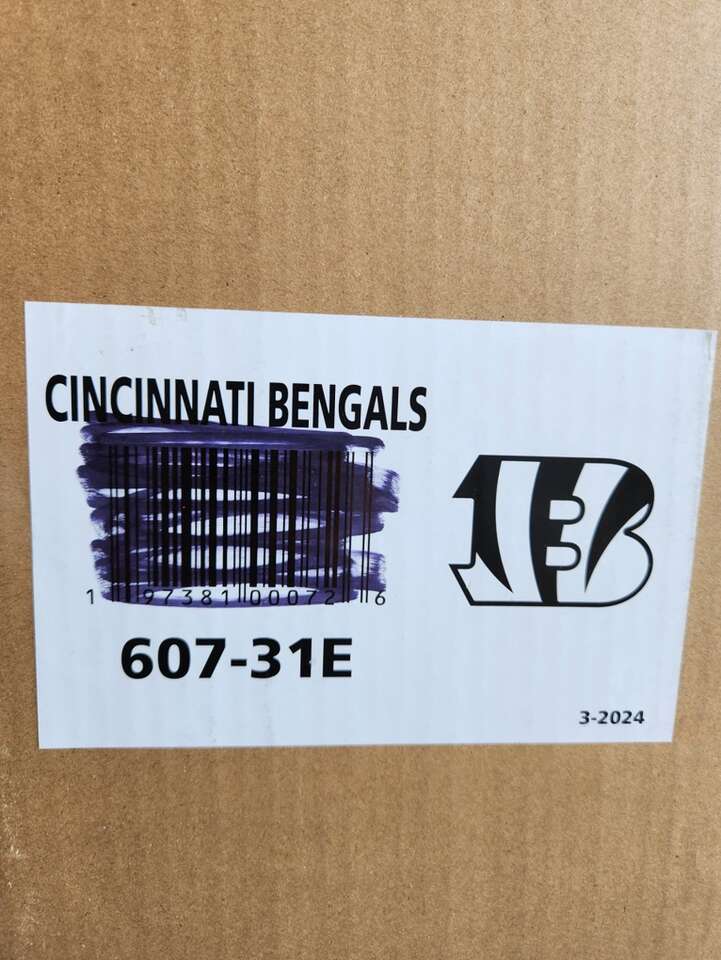 CINCINNATI BENGALS
1 97381 00072 6
B
607-31E
3-2024